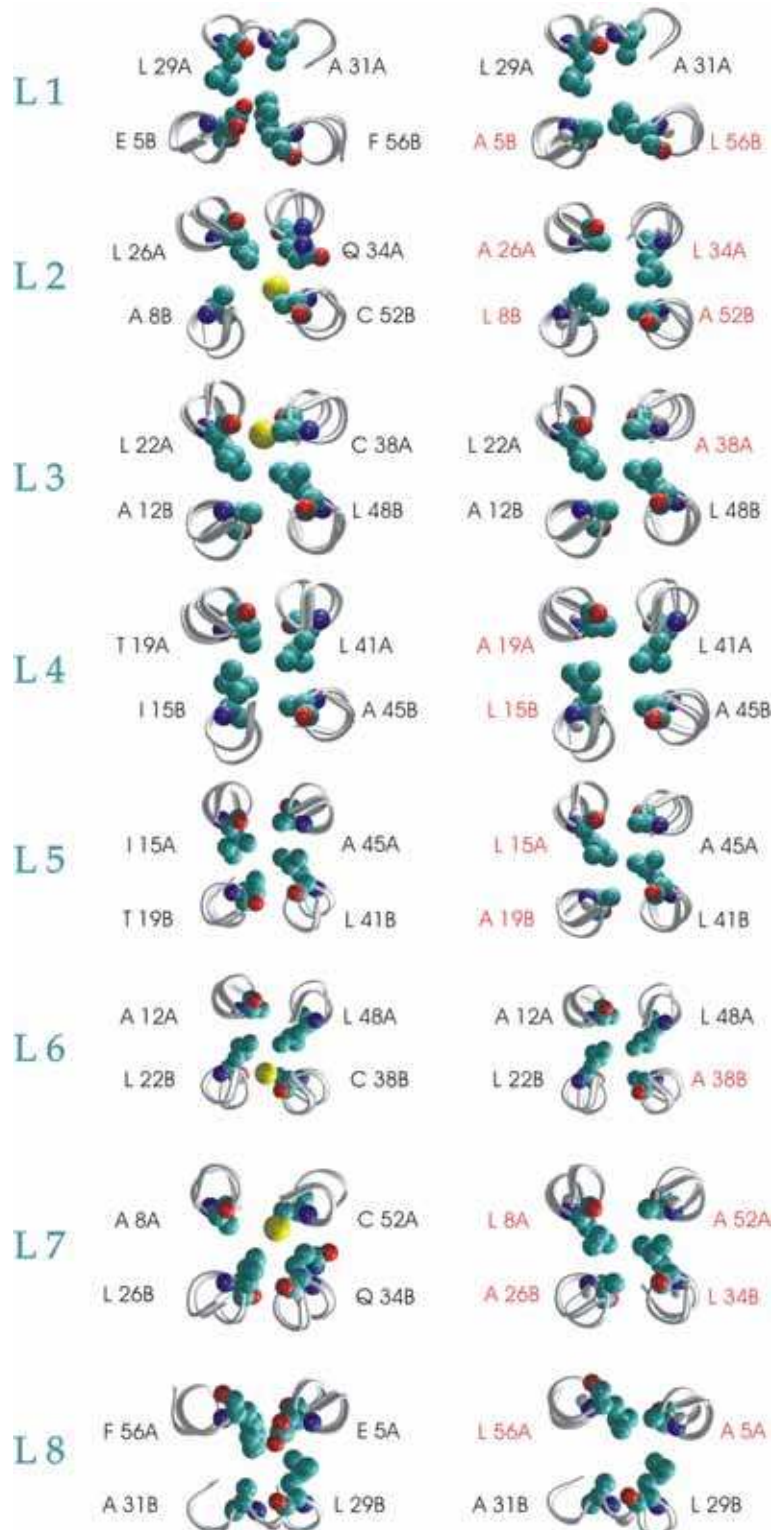 L 29A A 31A L 29A A 31A
L 1
E 5B F 56B A 5B L 56B
L 26A Q 34A A 26A L 34A
L 2
A 8B C 52B L 8B A 52B
L 22A C 38A L 22A A 38A
L 3
A 12B L 48B A 12B L 48B
T 19A L 41A A 19A L 41A
L 4
I 15B A 45B L 15B A 45B
I 15A A 45A L 15A A 45A
L 5
T 19B L 41B A 19B L 41B
A 12A L 48A A 12A L 48A
L 6
L 22B C 38B L 22B A 38B
A 8A C 52A L 8A A 52A
L 7
L 26B Q 34B A 26B L 34B
F 56A E 5A L 56A A 5A
L 8
A 31B L 29B A 31B L 29B